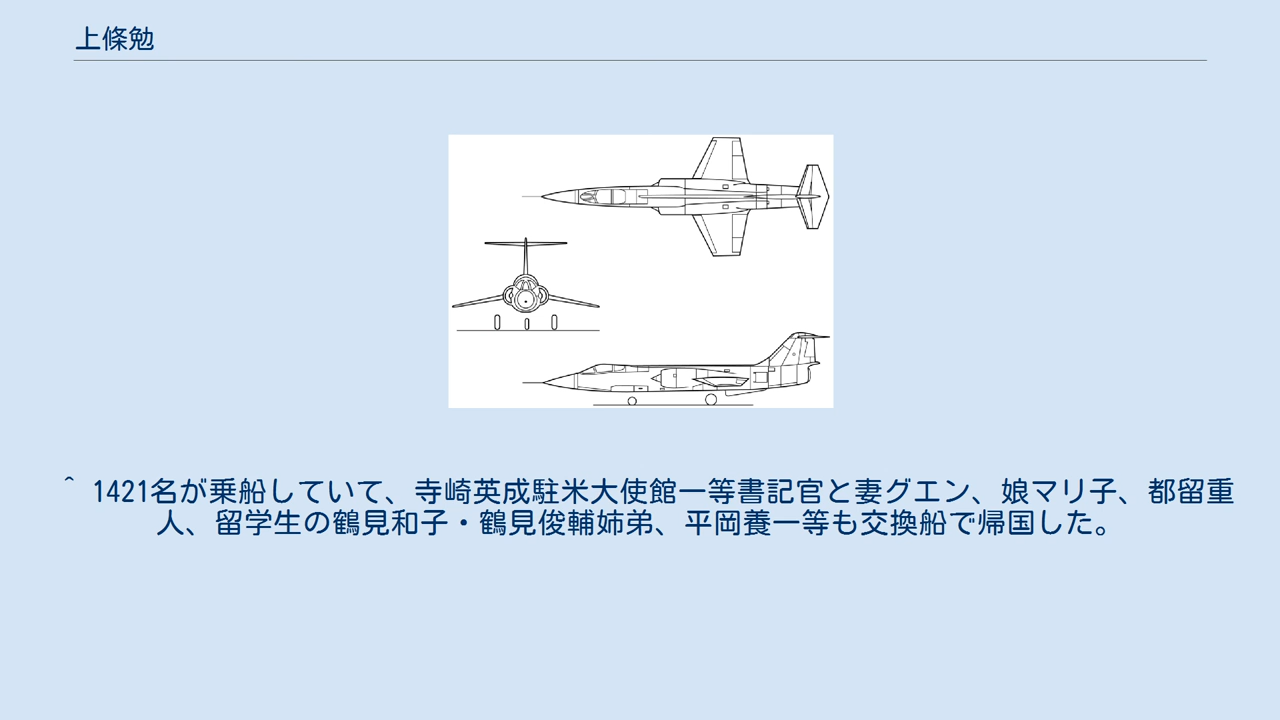 上條勉
^ 1421名が乗船していて、寺崎英成駐米大使館一等書記官と妻グエン、娘マリ子、都留重
人、留学生の鶴見和子・鶴見俊輔姉弟、平岡養一等も交換船で帰国した。